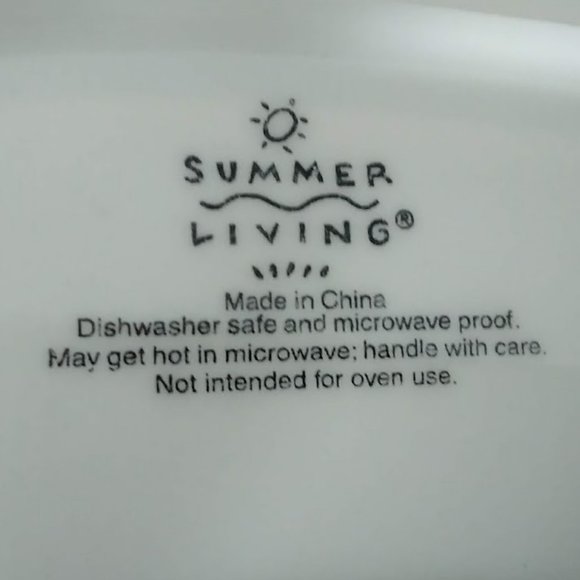 SUMMER
LIVING®
Made in China
Dishwasher safe and microwave proof.
May get hot in microwave; handle with care.
Not intended for oven use.